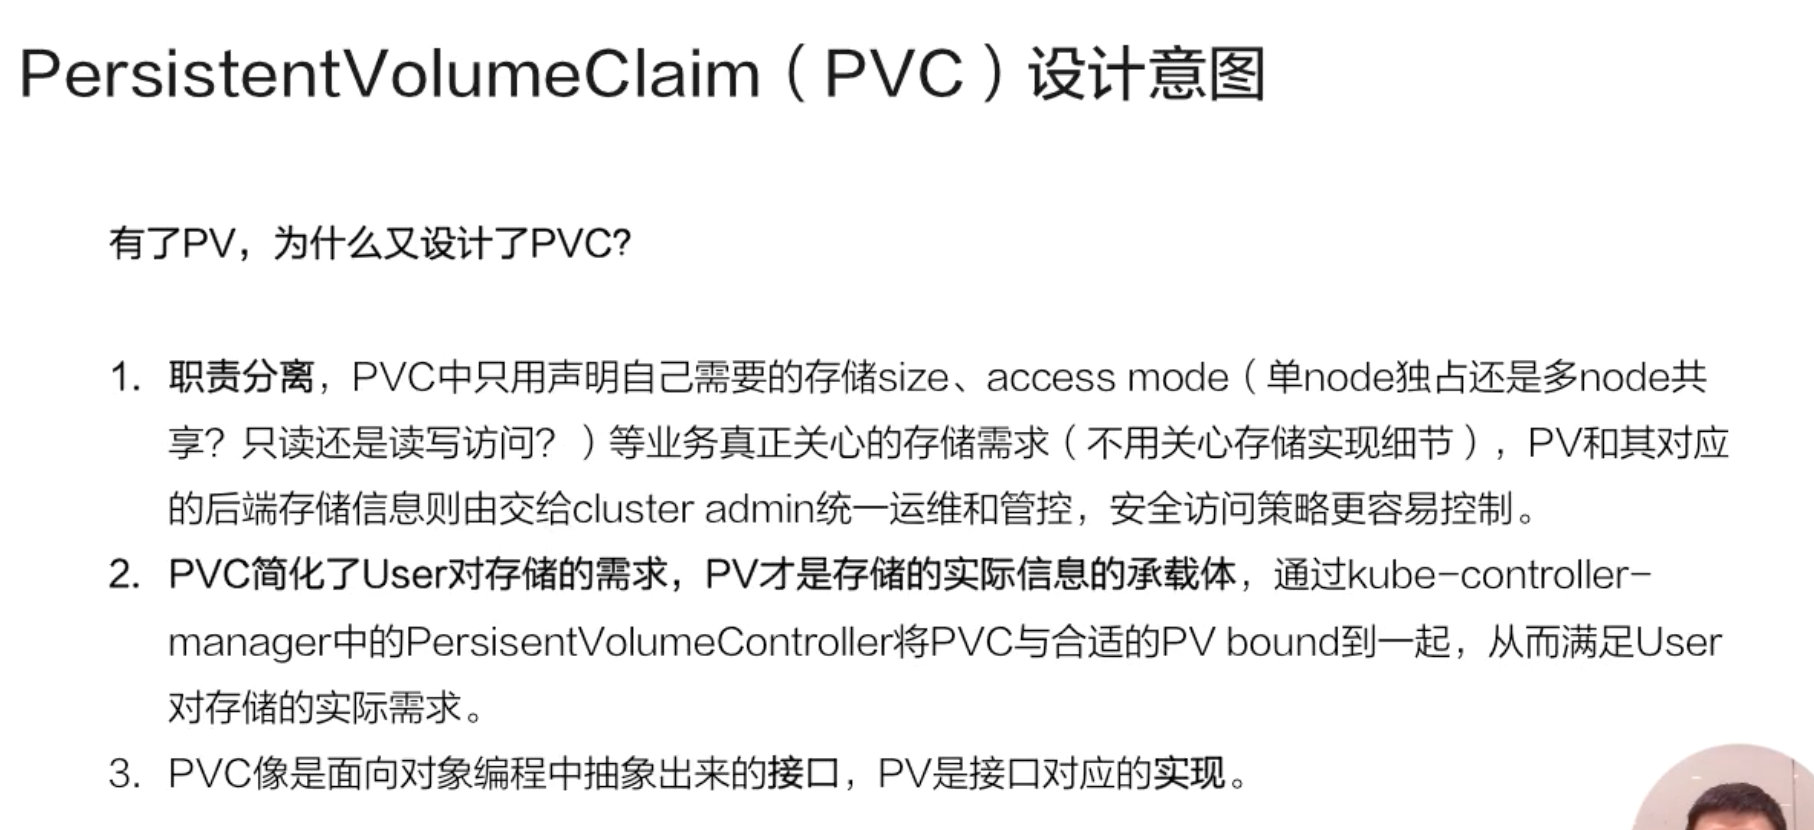 PersistentVolumeClaim（PVC）设计意图
有了PV，为什么又设计了PVC?
1. 职责分离，PVC中只用声明自己需要的存储size、access mode（单node独占还是多node共
享？只读还是读写访问？）等业务真正关心的存储需求（不用关心存储实现细节），PV和其对应
的后端存储信息则由交给cluster admin统一运维和管控，安全访问策略更容易控制。
2. PVC简化了User对存储的需求，PV才是存储的实际信息的承载体，通过kube-controller-
manager中的PersisentVolumeController将PVC与合适的PV bound到一起，从而满足User
对存储的实际需求。
3. PVC像是面向对象编程中抽象出来的接口，PV是接口对应的实现。